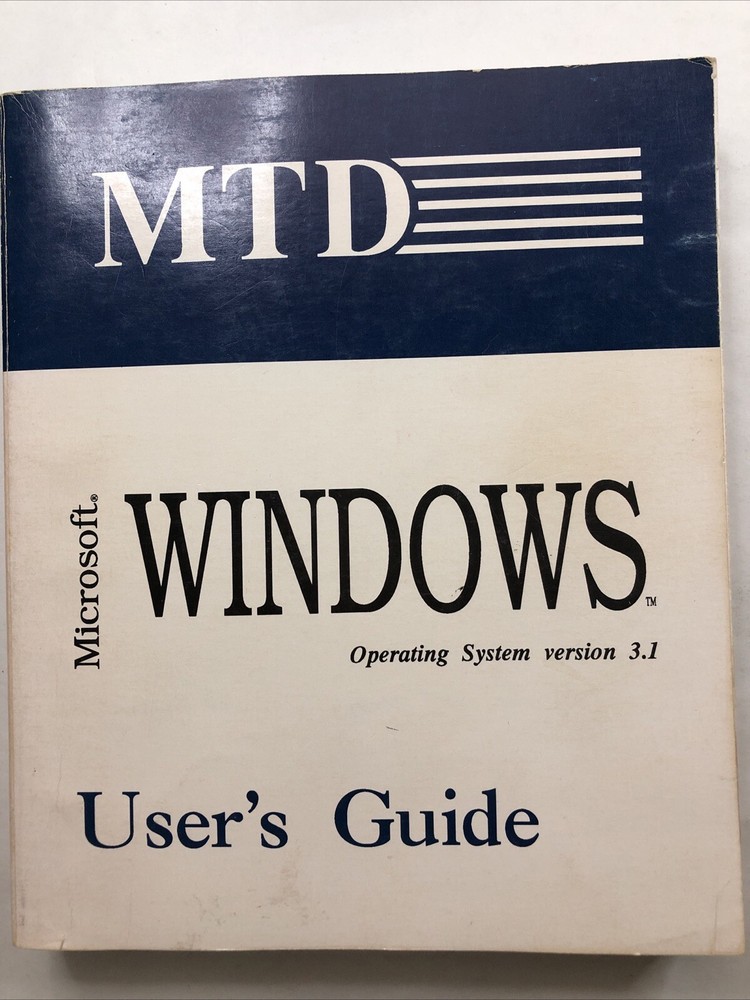 MTD
Microsoft®
WINDOWS™
Operating System version 3.1
User's Guide